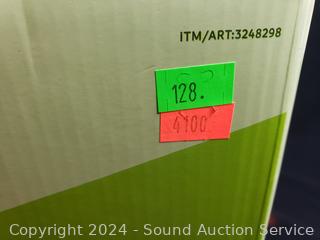 ITM/ART:3248298
128.
4100
Copyright 2024 - Sound Auction Service